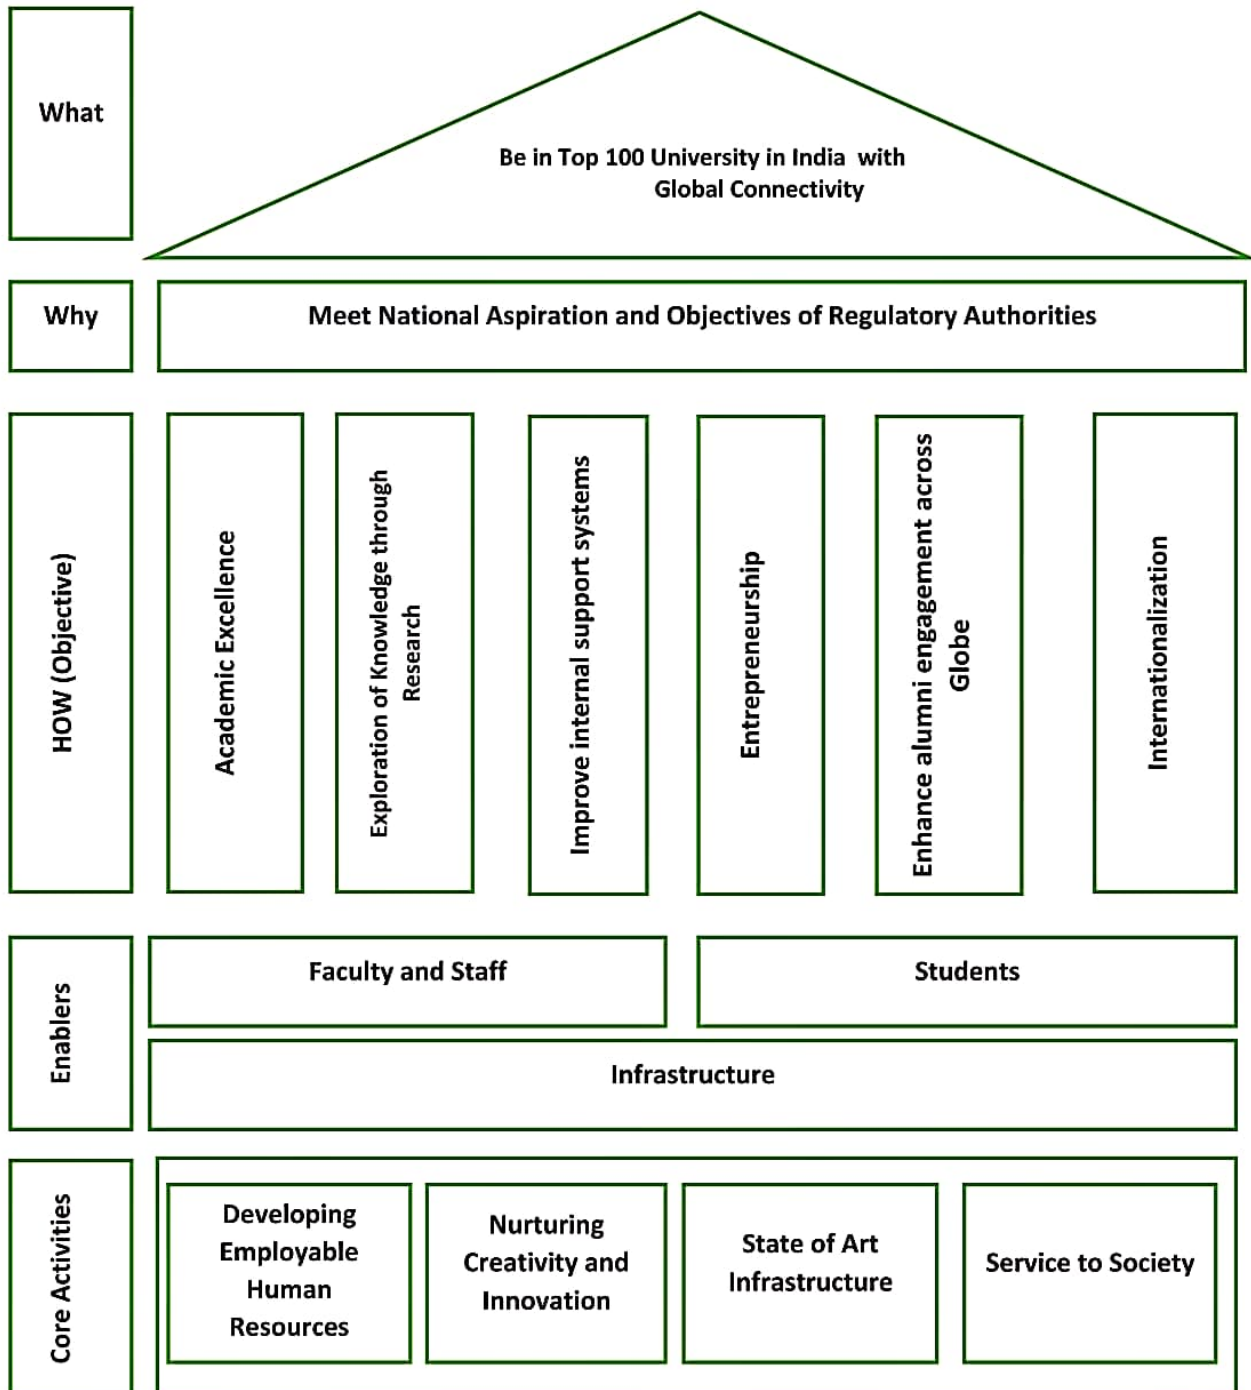 What
Be in Top 100 University in India with
Global Connectivity
Why
Meet National Aspiration and Objectives of Regulatory Authorities
HOW (Objective)
Academic Excellence
Exploration of Knowledge through
Research
Improve internal support systems
Entrepreneurship
Enhance alumni engagement across
Globe
Internationalization
Enablers
Faculty and Staff
Students
Infrastructure
Core Activities
Developing
Employable
Human
Resources
Nurturing
Creativity and
Innovation
State of Art
Infrastructure
Service to Society